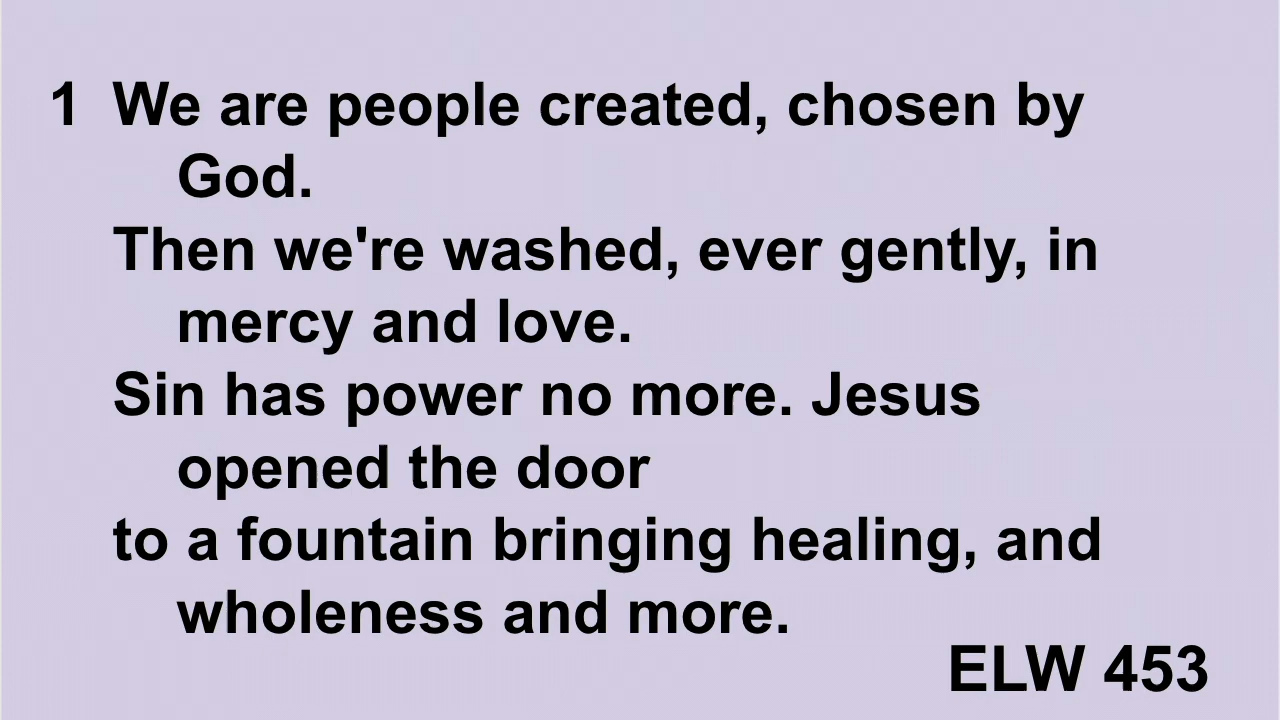 1 We are people created, chosen by
God.
Then we're washed, ever gently, in
mercy and love.
Sin has power no more. Jesus
opened the door
to a fountain bringing healing, and
wholeness and more.
ELW 453